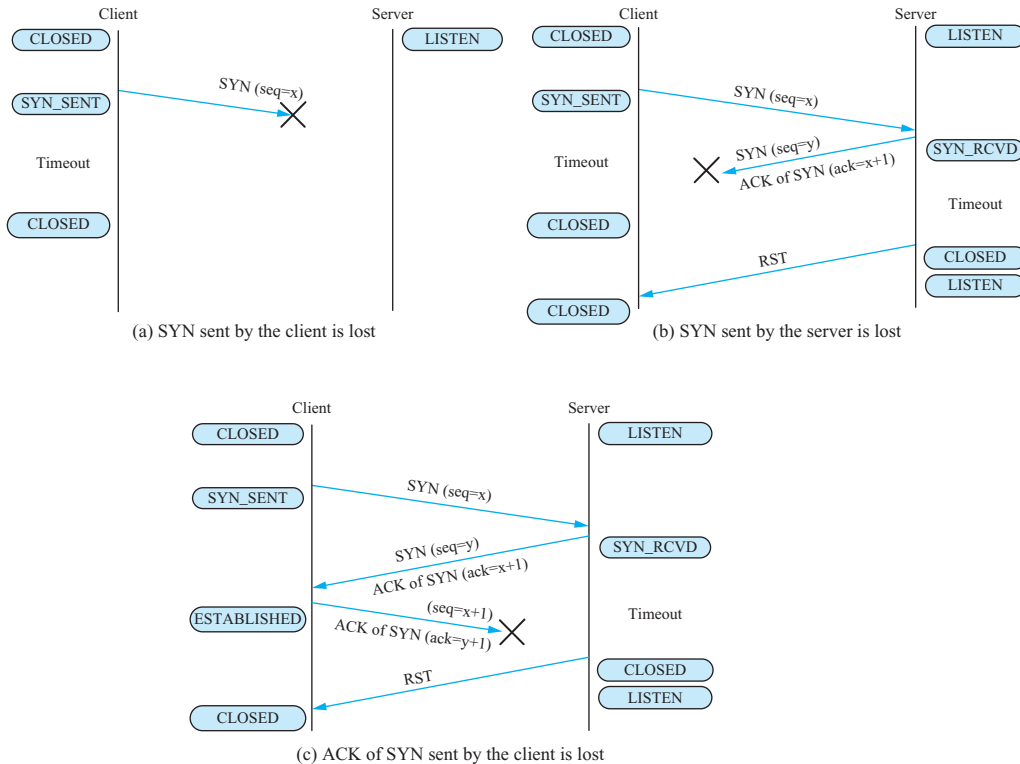 Client
Server
CLOSED
LISTEN
SYN (seq=x)
SYN_SENT
Timeout
CLOSED
(a) SYN sent by the client is lost
Client
Server
CLOSED
LISTEN
SYN_SENT
SYN (seq=x)
SYN (seq=y)
SYN_RCVD
ACK of SYN (ack=x+1)
Timeout
Timeout
CLOSED
RST
CLOSED
LISTEN
CLOSED
(b) SYN sent by the server is lost
Client
Server
CLOSED
LISTEN
SYN_SENT
SYN (seq=x)
SYN (seq=y)
SYN_RCVD
ACK of SYN (ack=x+1)
(seq=x+1)
ESTABLISHED
ACK of SYN (ack=y+1)
Timeout
RST
CLOSED
LISTEN
CLOSED
(c) ACK of SYN sent by the client is lost